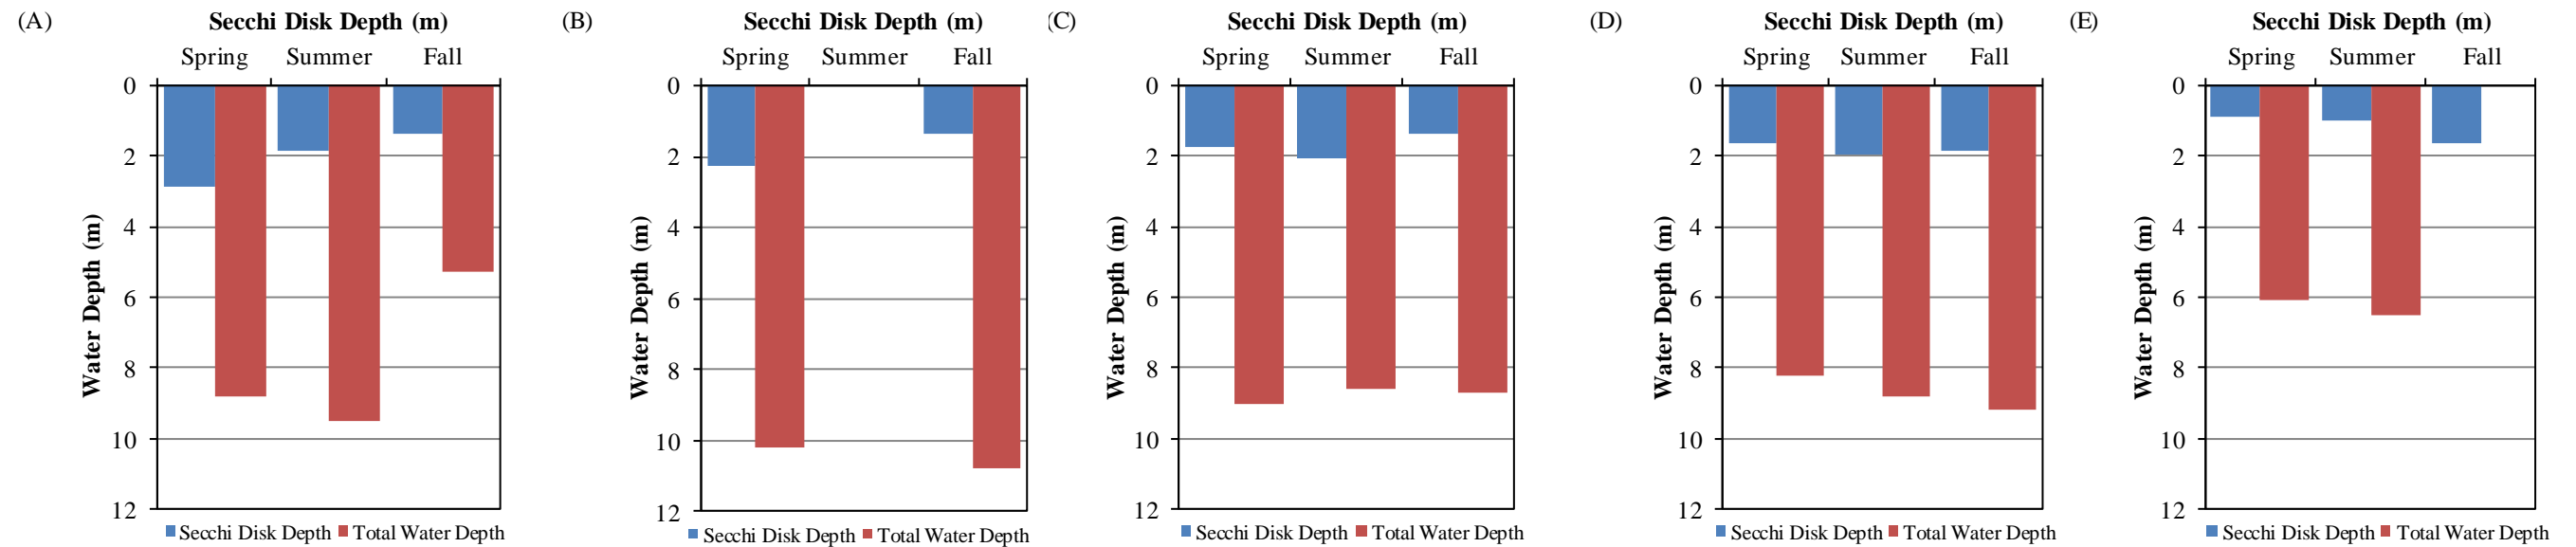 (A)
Secchi Disk Depth (m)
Spring Summer Fall
0
2
4
6
8
10
12
Water Depth (m)
Secchi Disk Depth Total Water Depth
(B)
Secchi Disk Depth (m)
Spring Summer Fall
0
2
4
6
8
10
12
Water Depth (m)
Secchi Disk Depth Total Water Depth
(C)
Secchi Disk Depth (m)
Spring Summer Fall
0
2
4
6
8
10
12
Water Depth (m)
Secchi Disk Depth Total Water Depth
(D)
Secchi Disk Depth (m)
Spring Summer Fall
0
2
4
6
8
10
12
Water Depth (m)
Secchi Disk Depth Total Water Depth
(E)
Secchi Disk Depth (m)
Spring Summer Fall
0
2
4
6
8
10
12
Water Depth (m)
Secchi Disk Depth Total Water Depth